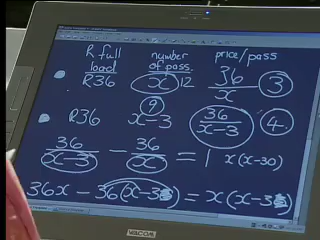 R full number price/pass
load of pass.
R36 x 12 36/x 3
9
R36 x-3 36/x-3 4
36/x-3 - 36/x = 1 x(x-30)
36x - 36(x-3) = x(x-3)
WACOM